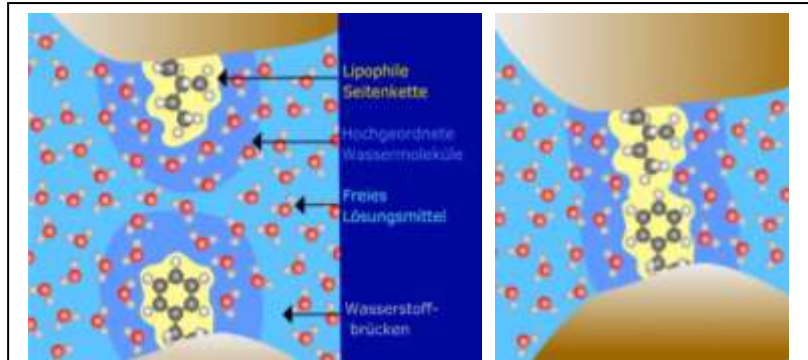 Lipophile
Seitenkette
Hochgeordnete
Wassermoleküle
Freies
Lösungsmittel
Wasserstoff-
brücken